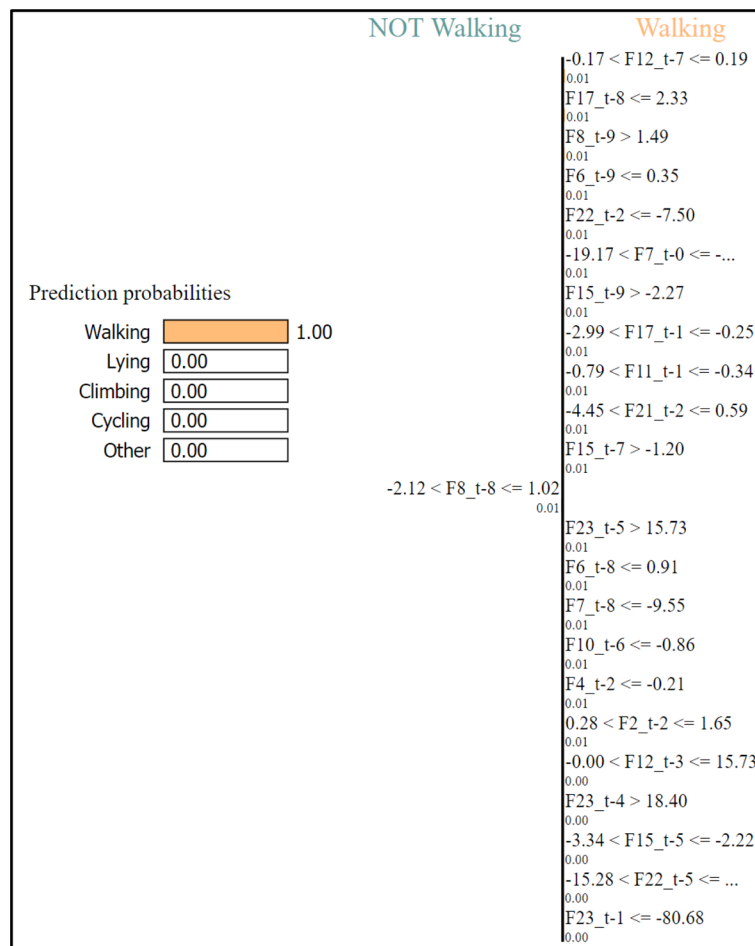 NOT Walking
Walking
-0.17 < F12_t-7 <= 0.19
0.01
F17_t-8 <= 2.33
0.01
F8_t-9 > 1.49
0.01
F6_t-9 <= 0.35
0.01
F22_t-2 <= -7.50
0.01
-19.17 < F7_t-0 <= -...
0.01
F15_t-9 > -2.27
0.01
-2.99 < F17_t-1 <= -0.25
0.01
-0.79 < F11_t-1 <= -0.34
0.01
-4.45 < F21_t-2 <= 0.59
0.01
F15_t-7 > -1.20
0.01
-2.12 < F8_t-8 <= 1.02
0.01
F23_t-5 > 15.73
0.01
F6_t-8 <= 0.91
0.01
F7_t-8 <= -9.55
0.01
F10_t-6 <= -0.86
0.01
F4_t-2 <= -0.21
0.01
0.28 < F2_t-2 <= 1.65
0.01
-0.00 < F12_t-3 <= 15.73
0.00
F23_t-4 > 18.40
0.00
-3.34 < F15_t-5 <= -2.22
0.00
-15.28 < F22_t-5 <= ...
0.00
F23_t-1 <= -80.68
0.00
Prediction probabilities
Walking 1.00
Lying 0.00
Climbing 0.00
Cycling 0.00
Other 0.00